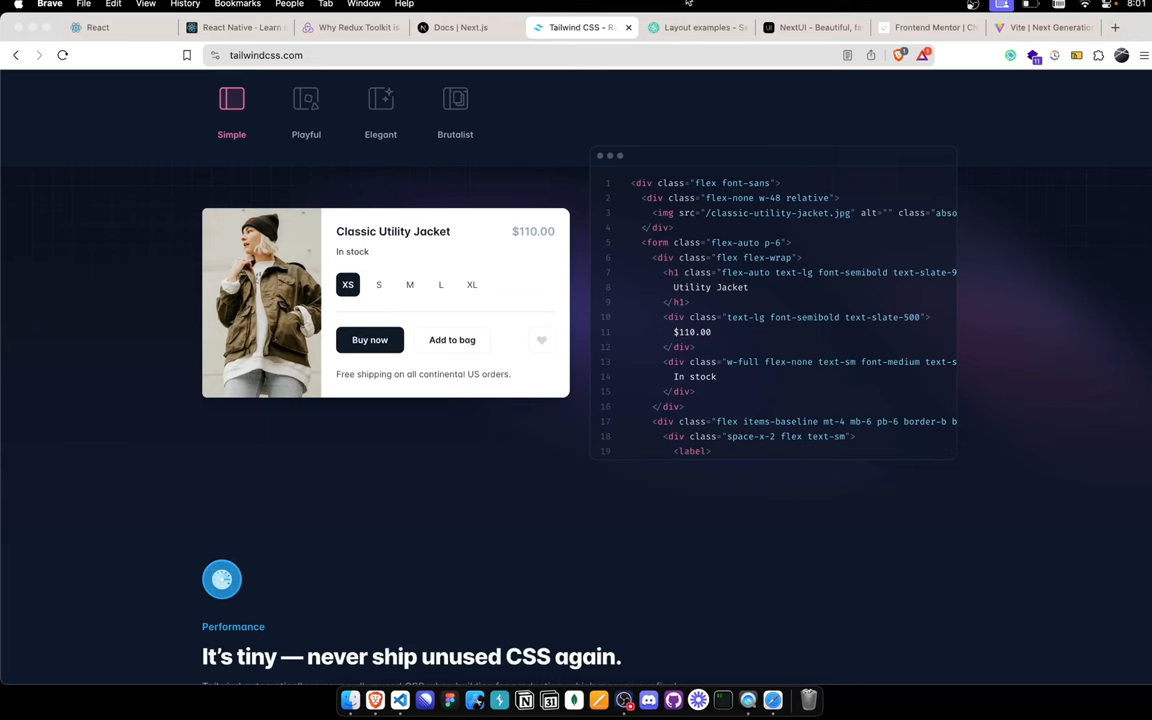 Brave File Edit View History Bookmarks People Tab Window Help 8:01
React React Native · Learn Why Redux Toolkit is Docs | Next.js Tailwind CSS - R Layout examples – S NextUI - Beautiful, fa Frontend Mentor | Ch Vite | Next Generatio
tailwindcss.com
Simple Playful Elegant Brutalist
Classic Utility Jacket $110.00
In stock
XS S M L XL
Buy now Add to bag
Free shipping on all continental US orders.
1 <div class="flex font-sans">
2 <div class="flex-none w-48 relative">
3 <img src="/classic-utility-jacket.jpg" alt="" class="abso
4 </div>
5 <form class="flex-auto p-6">
6 <div class="flex flex-wrap">
7 <h1 class="flex-auto text-lg font-semibold text-slate-9
8 Utility Jacket
9 </h1>
10 <div class="text-lg font-semibold text-slate-500">
11 $110.00
12 </div>
13 <div class="w-full flex-none text-sm font-medium text-s
14 In stock
15 </div>
16 </div>
17 <div class="flex items-baseline mt-4 mb-6 pb-6 border-b b
18 <div class="space-x-2 flex text-sm">
19 <label>
Performance
It's tiny — never ship unused CSS again.